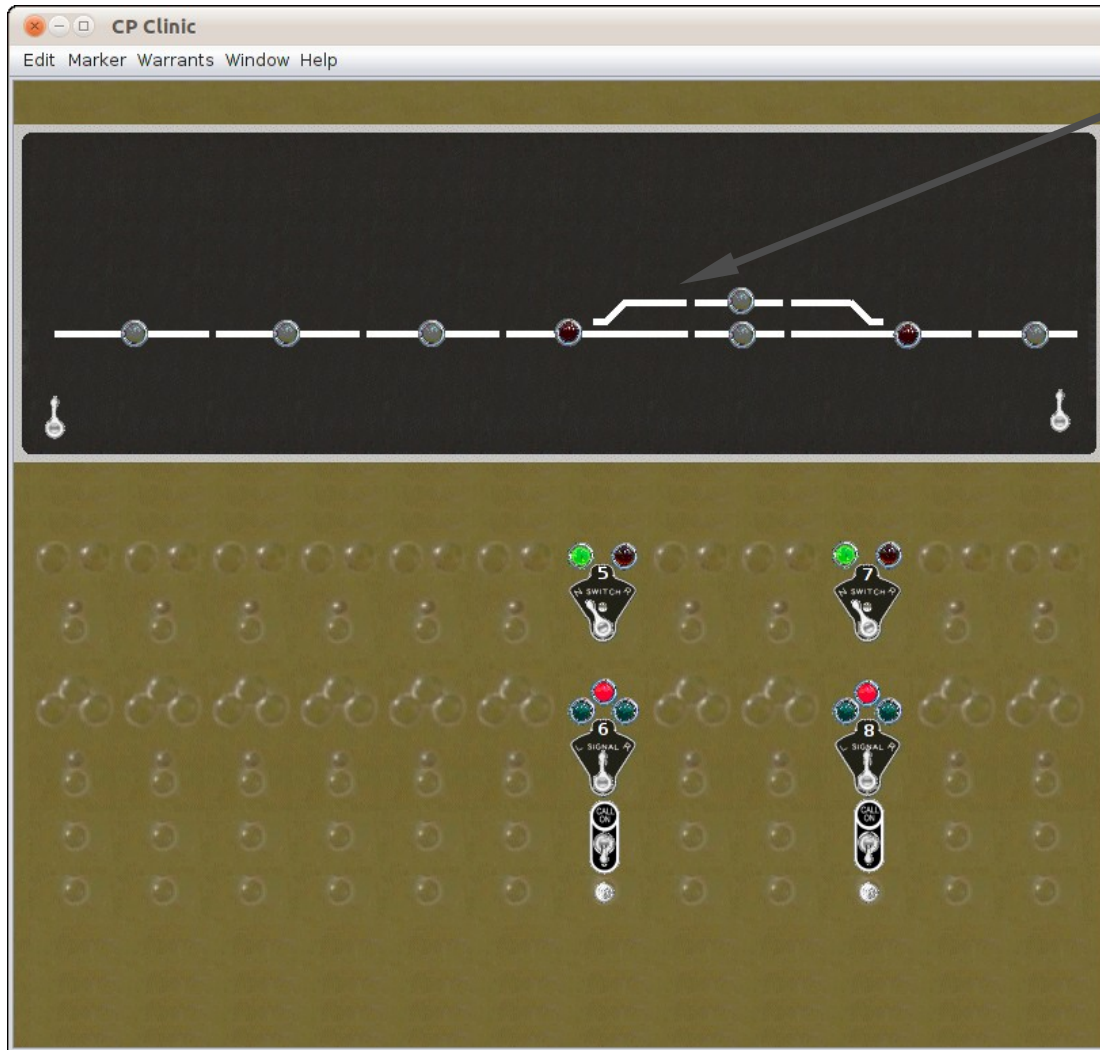 CP Clinic
Edit Marker Warrants Window Help
5
N SWITCH R
7
N SWITCH R
6
L SIGNAL R
8
L SIGNAL R
CALL
ON
CALL
ON